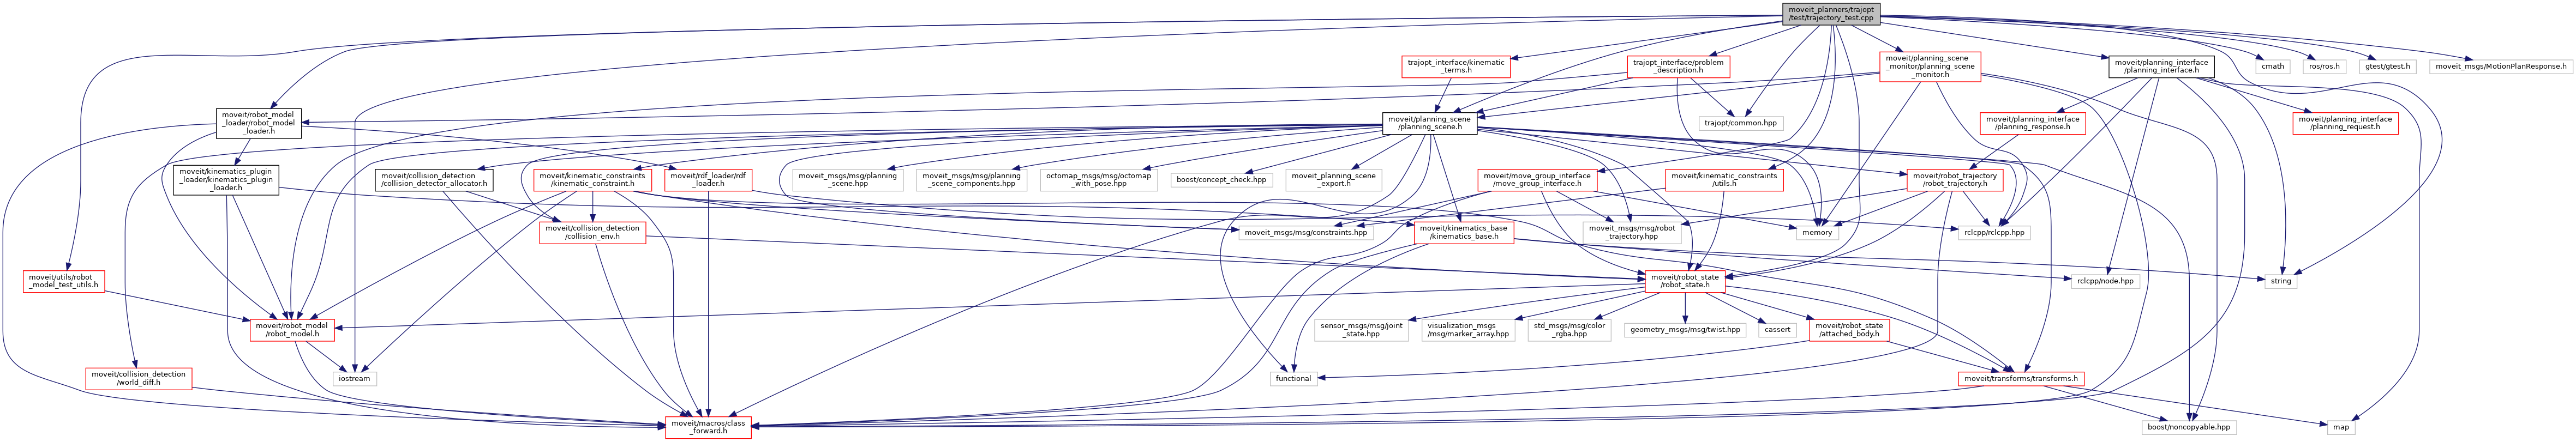 moveit_planners/trajopt
/test/trajectory_test.cpp
trajopt_interface/kinematic
_terms.h
trajopt_interface/problem
_description.h
moveit/planning_scene
_monitor/planning_scene
_monitor.h
moveit/planning_interface
/planning_interface.h
cmath
ros/ros.h
gtest/gtest.h
moveit_msgs/MotionPlanResponse.h
moveit/robot_model
_loader/robot_model
_loader.h
moveit/planning_scene
/planning_scene.h
trajopt/common.hpp
moveit/planning_interface
/planning_response.h
moveit/planning_interface
/planning_request.h
moveit/kinematics_plugin
_loader/kinematics_plugin
_loader.h
moveit/collision_detection
/collision_detector_allocator.h
moveit/kinematic_constraints
/kinematic_constraint.h
moveit/rdf_loader/rdf
_loader.h
moveit_msgs/msg/planning
_scene.hpp
moveit_msgs/msg/planning
_scene_components.hpp
octomap_msgs/msg/octomap
_with_pose.hpp
boost/concept_check.hpp
moveit_planning_scene
_export.h
moveit/move_group_interface
/move_group_interface.h
moveit/kinematic_constraints
/utils.h
moveit/robot_trajectory
/robot_trajectory.h
moveit/collision_detection
/collision_env.h
moveit_msgs/msg/constraints.hpp
moveit/kinematics_base
/kinematics_base.h
moveit_msgs/msg/robot
_trajectory.hpp
memory
rclcpp/rclcpp.hpp
moveit/utils/robot
_model_test_utils.h
moveit/robot_state
/robot_state.h
rclcpp/node.hpp
string
moveit/robot_model
/robot_model.h
sensor_msgs/msg/joint
_state.hpp
visualization_msgs
/msg/marker_array.hpp
std_msgs/msg/color
_rgba.hpp
geometry_msgs/msg/twist.hpp
cassert
moveit/robot_state
/attached_body.h
moveit/collision_detection
/world_diff.h
iostream
functional
moveit/transforms/transforms.h
moveit/macros/class
_forward.h
boost/noncopyable.hpp
map